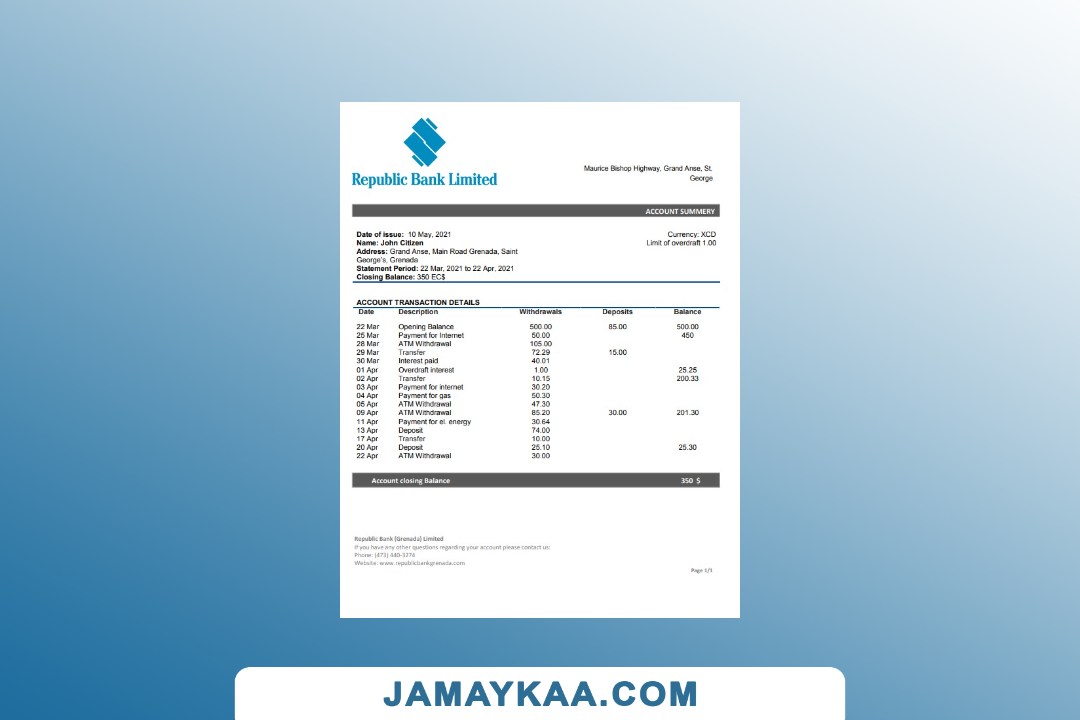 Republic Bank Limited
Maurice Bishop Highway, Grand Anse, St.
George
ACCOUNT SUMMERY
Date of issue: 10 May, 2021
Name: John Citizen
Address: Grand Anse, Main Road Grenada, Saint
George's, Grenada
Statement Period: 22 Mar, 2021 to 22 Apr, 2021
Closing Balance: 350 EC$
Currency: XCD
Limit of overdraft 1.00
ACCOUNT TRANSACTION DETAILS
Date Description Withdrawals Deposits Balance
22 Mar Opening Balance 500.00 85.00 500.00
25 Mar Payment for Internet 50.00 450
28 Mar ATM Withdrawal 105.00
29 Mar Transfer 72.29 15.00
30 Mar Interest paid 40.01
01 Apr Overdraft interest 1.00 25.25
02 Apr Transfer 10.15 200.33
03 Apr Payment for internet 30.20
04 Apr Payment for gas 50.30
05 Apr ATM Withdrawal 47.30
09 Apr ATM Withdrawal 85.20 30.00 201.30
11 Apr Payment for el. energy 30.64
13 Apr Deposit 74.00
17 Apr Transfer 10.00
20 Apr Deposit 25.10 25.30
22 Apr ATM Withdrawal 30.00
Account closing Balance 350 $
Republic Bank (Grenada) Limited
If you have any other questions regarding your account please contact us:
Phone: (473) 440-3274
Website: www.republicbankgrenada.com
Page 1/1
JAMAYKAA.COM